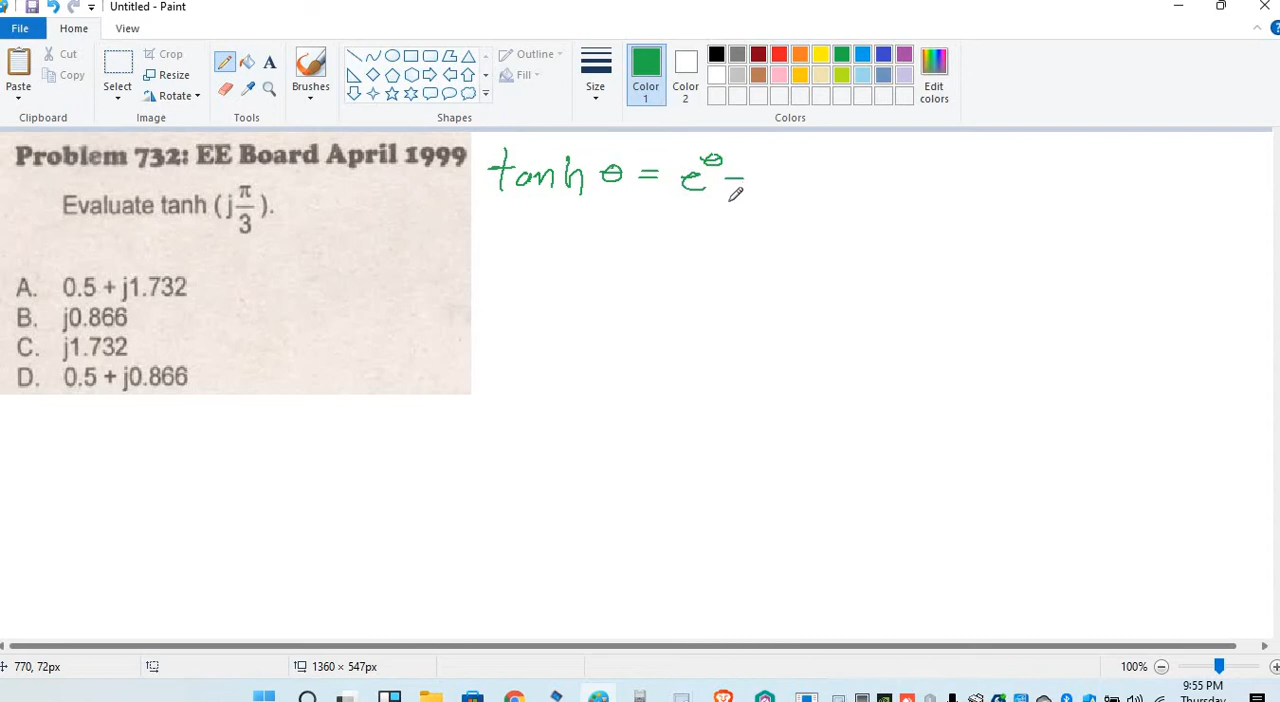 Untitled - Paint
File Home View
Paste Cut Copy Select Crop Resize Rotate A Brushes Outline Fill Size Color 1 Color 2 Edit colors
Clipboard Image Tools Shapes Colors
Problem 732: EE Board April 1999
Evaluate tanh ( j π/3 ).
A. 0.5 + j1.732
B. j0.866
C. j1.732
D. 0.5 + j0.866
tanh θ = e^θ –
770, 72px 1360 × 547px 100%
9:55 PM
Thursday